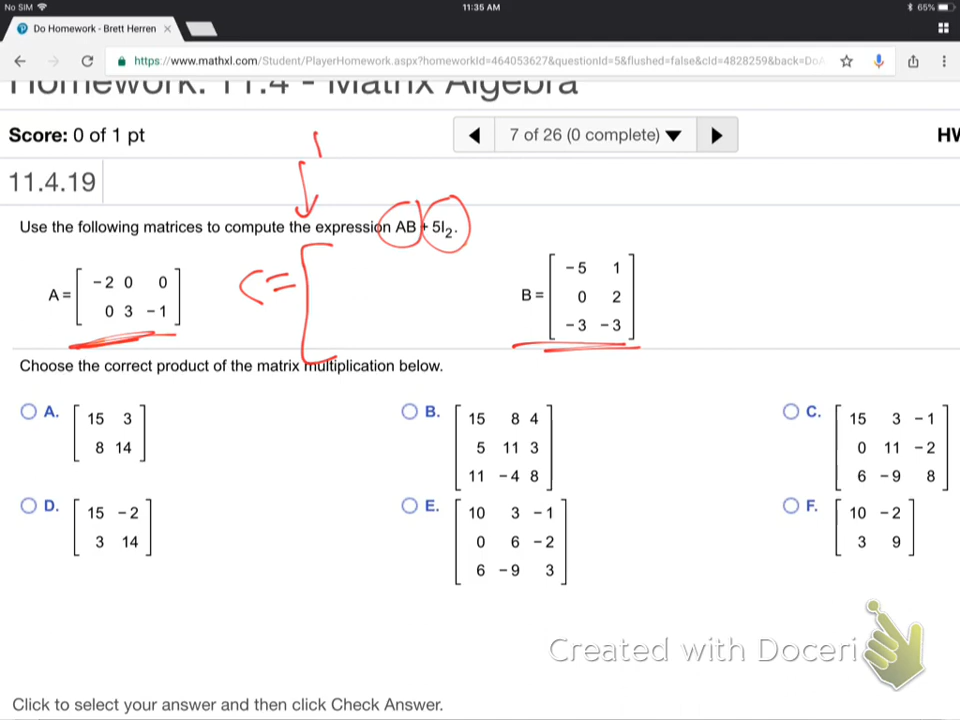 No SIM 11:35 AM 65%
Do Homework - Brett Herren ×
https://www.mathxl.com/Student/PlayerHomework.aspx?homeworkId=464053627&questionId=5&flushed=false&cId=4828259&back=DoA
Homework: 11.4 - Matrix Algebra
Score: 0 of 1 pt 7 of 26 (0 complete) HW
11.4.19
Use the following matrices to compute the expression AB + 5I₂.
A = [ -2 0 0
0 3 -1 ]
B = [ -5 1
0 2
-3 -3 ]
C = [
Choose the correct product of the matrix multiplication below.
A. [ 15 3
8 14 ]
B. [ 15 8 4
5 11 3
11 -4 8 ]
C. [ 15 3 -1
0 11 -2
6 -9 8 ]
D. [ 15 -2
3 14 ]
E. [ 10 3 -1
0 6 -2
6 -9 3 ]
F. [ 10 -2
3 9 ]
Created with Doceri
Click to select your answer and then click Check Answer.